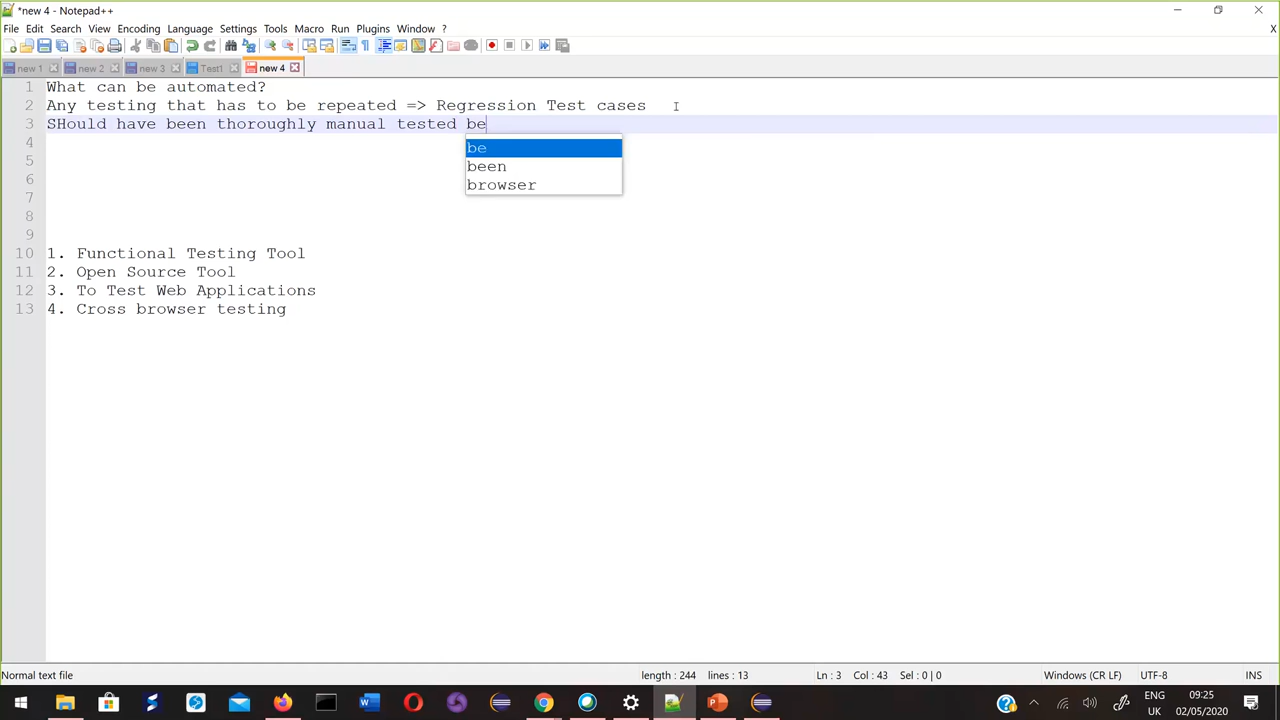 *new 4 - Notepad++
File Edit Search View Encoding Language Settings Tools Macro Run Plugins Window ? X
new 1 new 2 new 3 Test1 new 4
1 What can be automated?
2 Any testing that has to be repeated => Regression Test cases
3 SHould have been thoroughly manual tested be
be
been
browser
4
5
6
7
8
9
10 1. Functional Testing Tool
11 2. Open Source Tool
12 3. To Test Web Applications
13 4. Cross browser testing
Normal text file length : 244 lines : 13 Ln : 3 Col : 43 Sel : 0 | 0 Windows (CR LF) UTF-8 INS
ENG 09:25
UK 02/05/2020